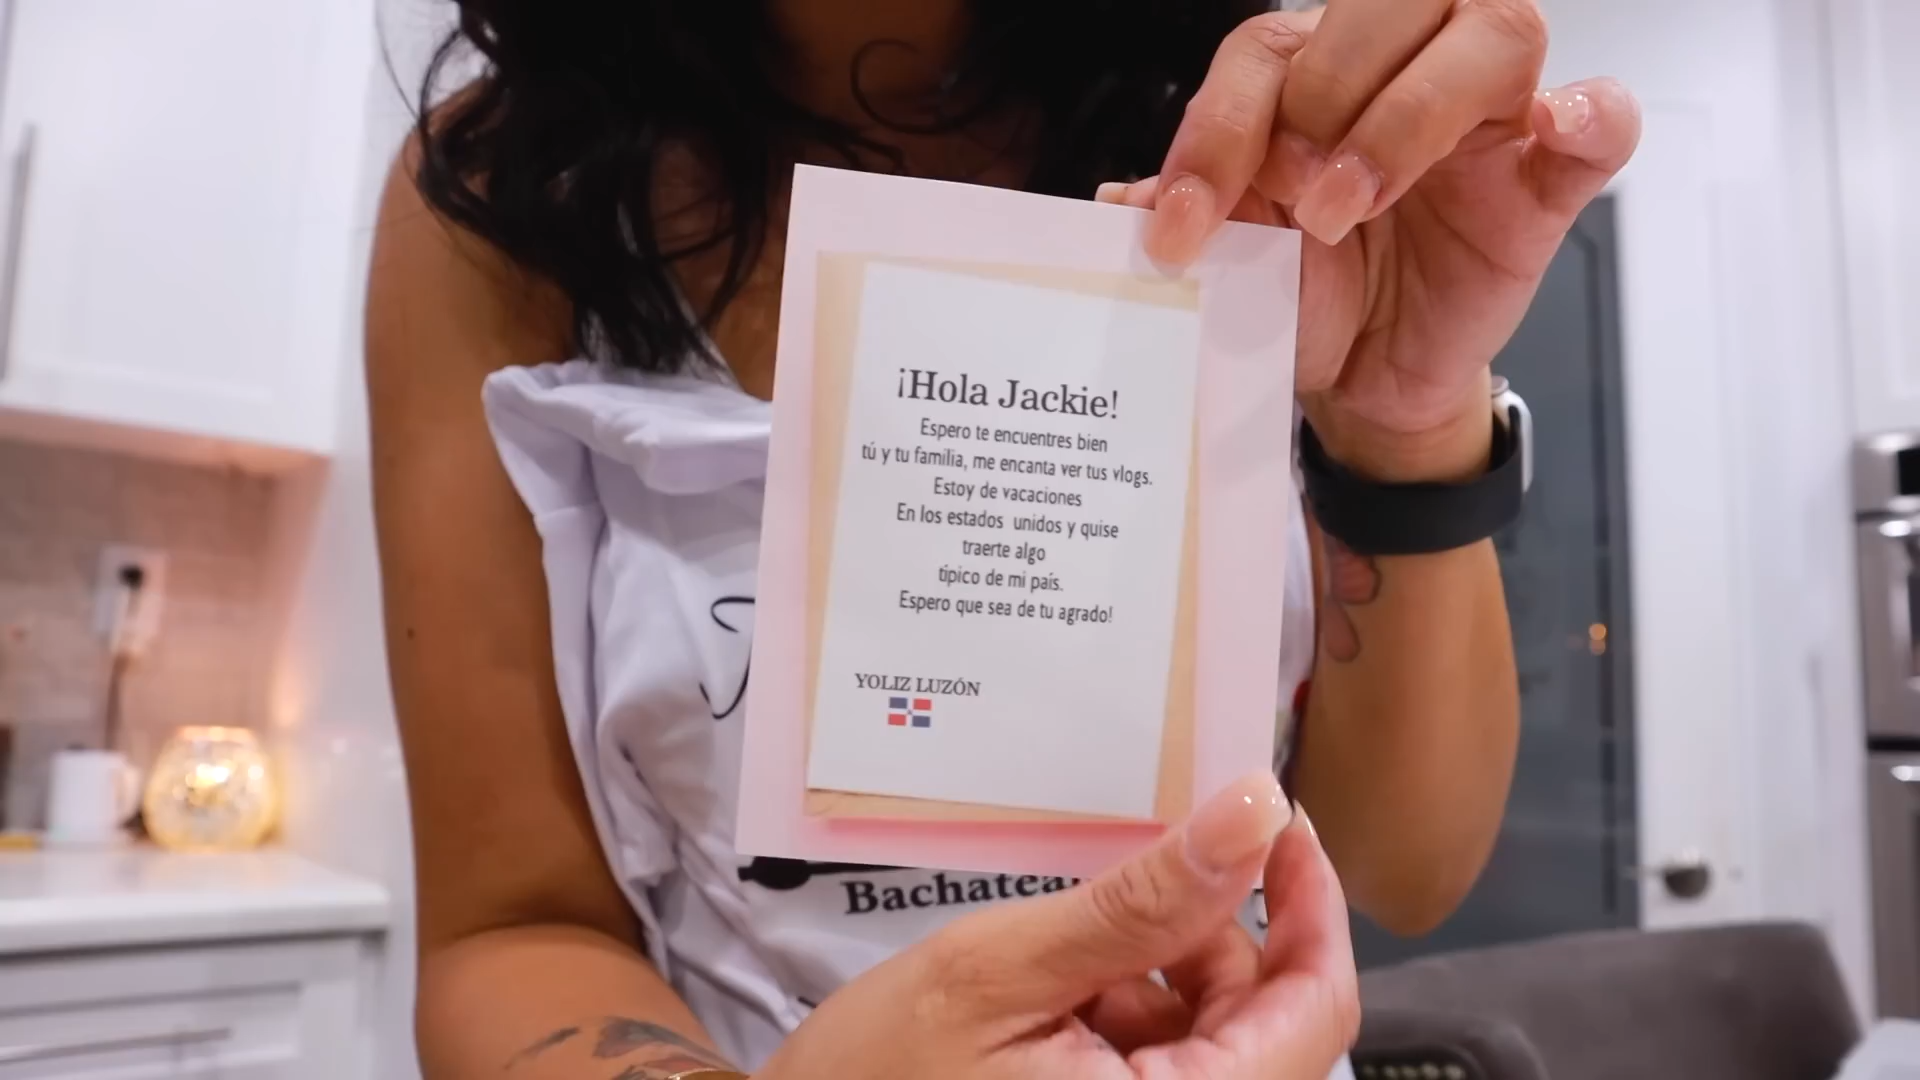 ¡Hola Jackie!
Espero te encuentres bien
tú y tu familia, me encanta ver tus vlogs.
Estoy de vacaciones
En los estados unidos y quise
traerte algo
típico de mi país.
Espero que sea de tu agrado!
YOLIZ LUZÓN